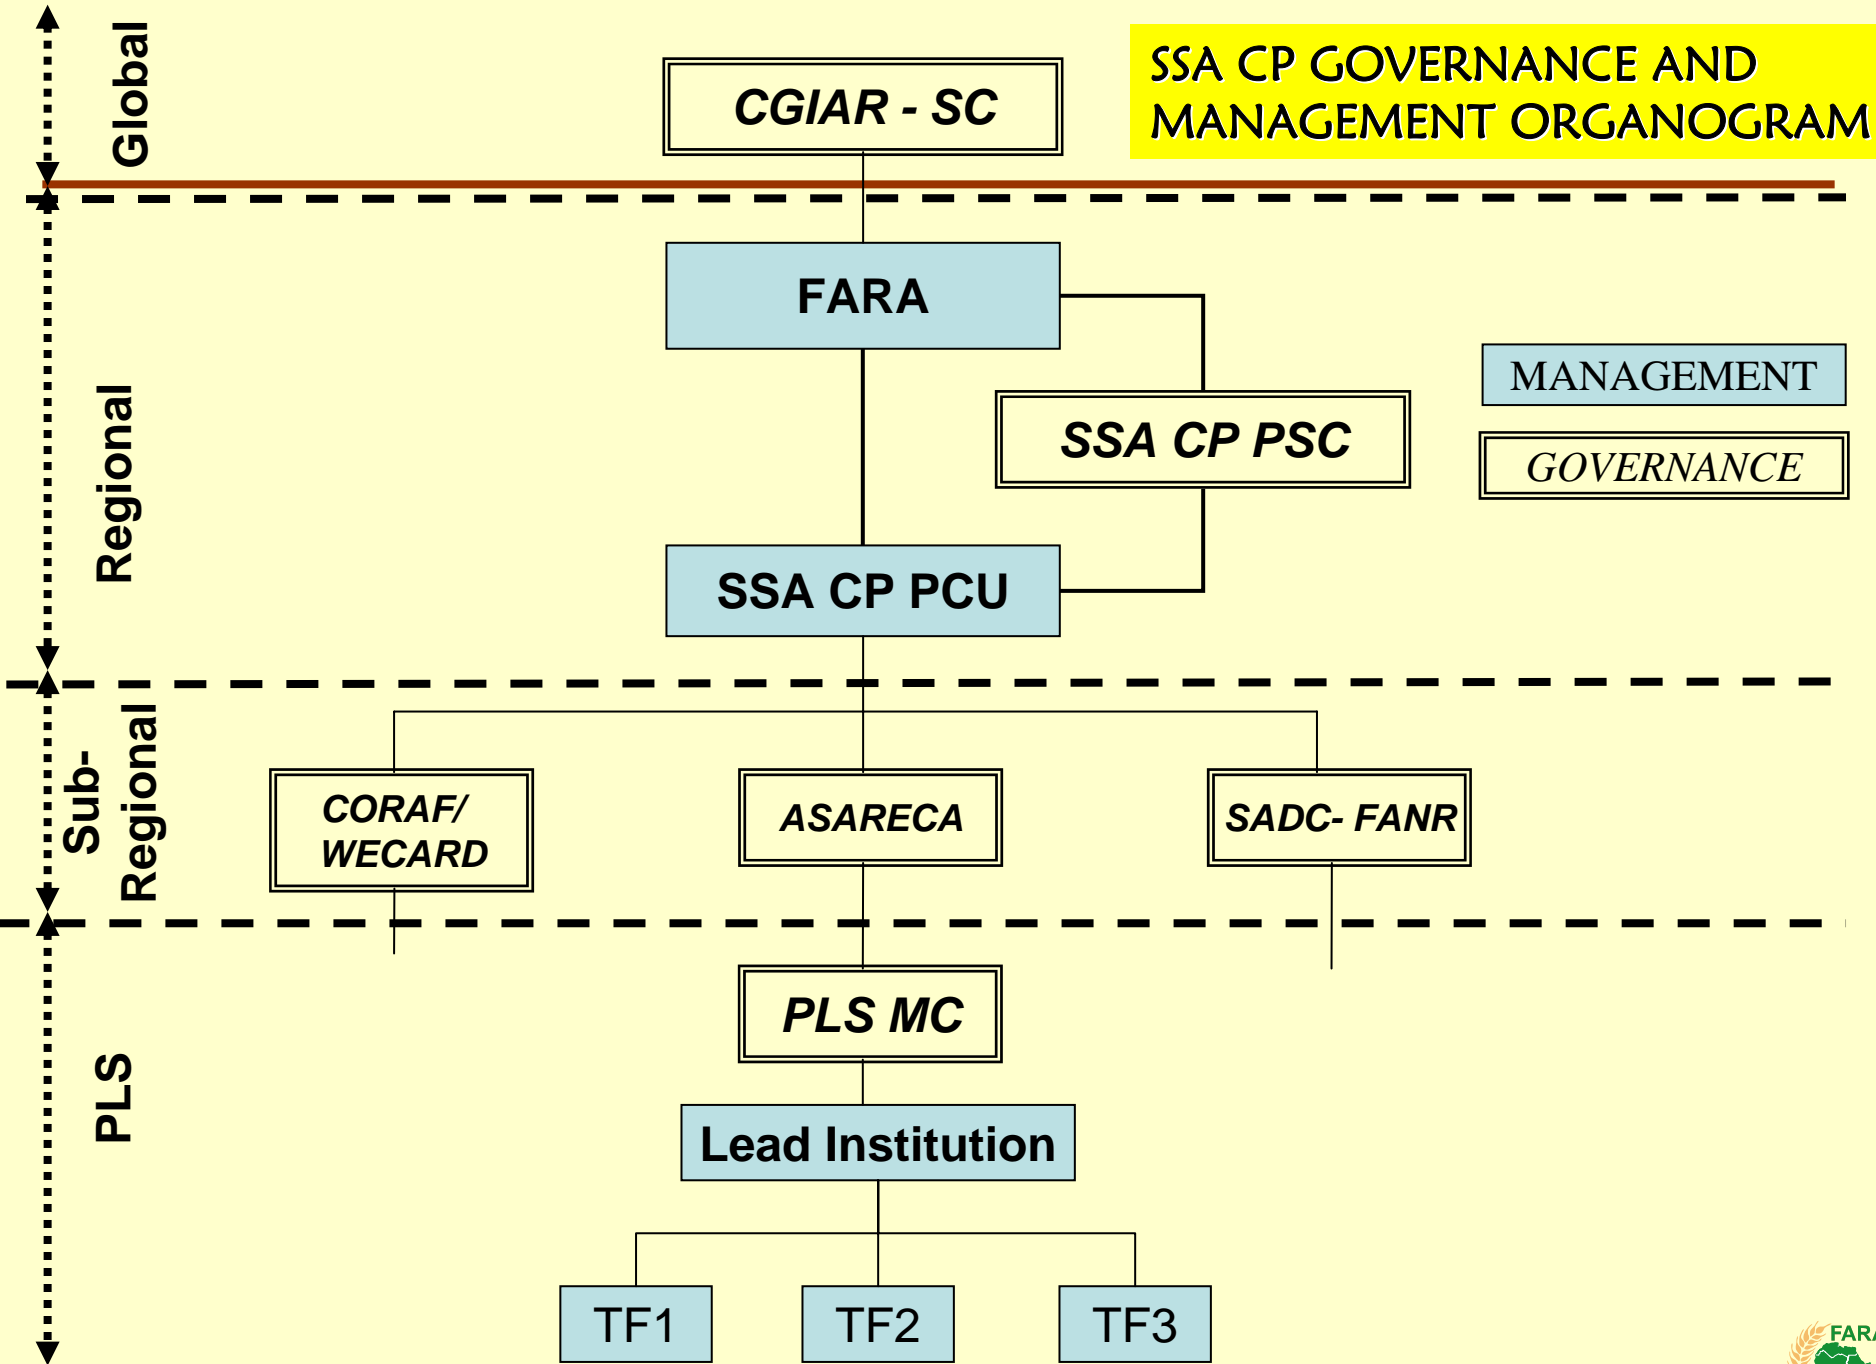 Global
CGIAR - SC
SSA CP GOVERNANCE AND
MANAGEMENT ORGANOGRAM
Regional
FARA
SSA CP PSC
MANAGEMENT
GOVERNANCE
SSA CP PCU
Sub-
Regional
CORAF/
WECARD
ASARECA
SADC- FANR
PLS
PLS MC
Lead Institution
TF1
TF2
TF3
FARA